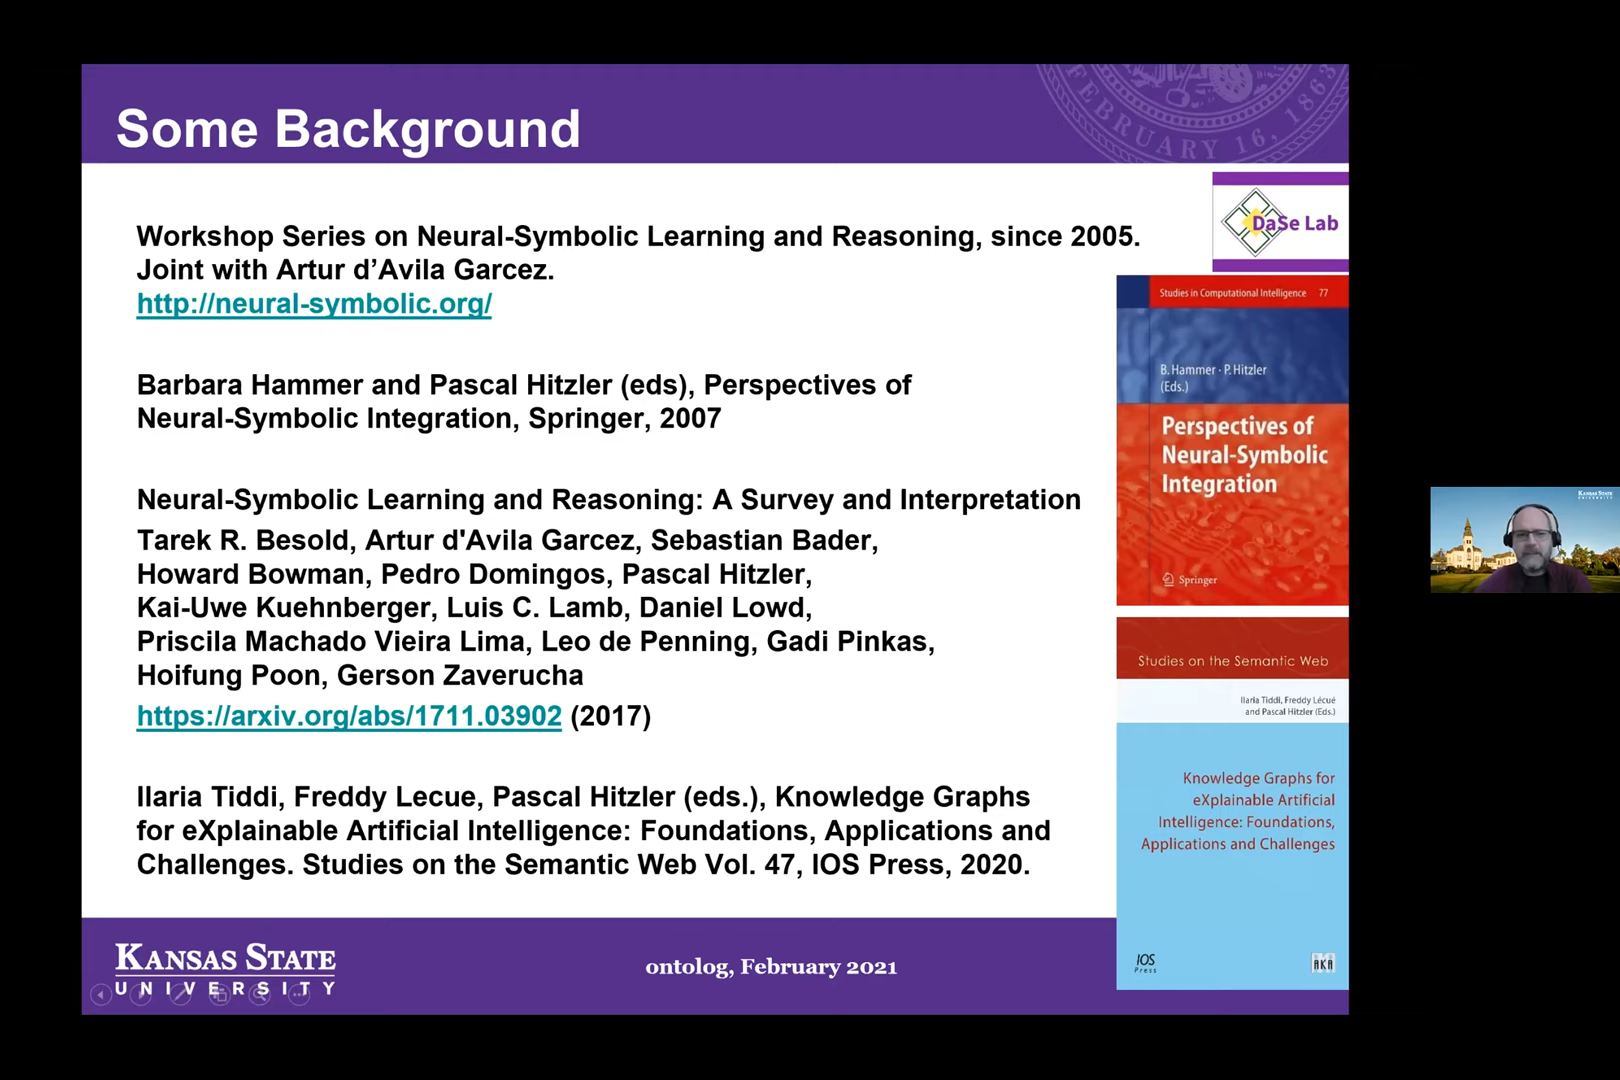 Some Background
FEBRUARY 16, 1863
DaSe Lab
Workshop Series on Neural-Symbolic Learning and Reasoning, since 2005.
Joint with Artur d’Avila Garcez.
http://neural-symbolic.org/
Barbara Hammer and Pascal Hitzler (eds), Perspectives of
Neural-Symbolic Integration, Springer, 2007
Neural-Symbolic Learning and Reasoning: A Survey and Interpretation
Tarek R. Besold, Artur d'Avila Garcez, Sebastian Bader,
Howard Bowman, Pedro Domingos, Pascal Hitzler,
Kai-Uwe Kuehnberger, Luis C. Lamb, Daniel Lowd,
Priscila Machado Vieira Lima, Leo de Penning, Gadi Pinkas,
Hoifung Poon, Gerson Zaverucha
https://arxiv.org/abs/1711.03902 (2017)
Ilaria Tiddi, Freddy Lecue, Pascal Hitzler (eds.), Knowledge Graphs
for eXplainable Artificial Intelligence: Foundations, Applications and
Challenges. Studies on the Semantic Web Vol. 47, IOS Press, 2020.
Studies in Computational Intelligence 77
B. Hammer · P. Hitzler
(Eds.)
Perspectives of
Neural-Symbolic
Integration
Springer
Studies on the Semantic Web
Ilaria Tiddi, Freddy Lécué
and Pascal Hitzler (Eds.)
Knowledge Graphs for
eXplainable Artificial
Intelligence: Foundations,
Applications and Challenges
IOS
Press
AKA
KANSAS STATE
UNIVERSITY
ontolog, February 2021
KANSAS STATE
UNIVERSITY